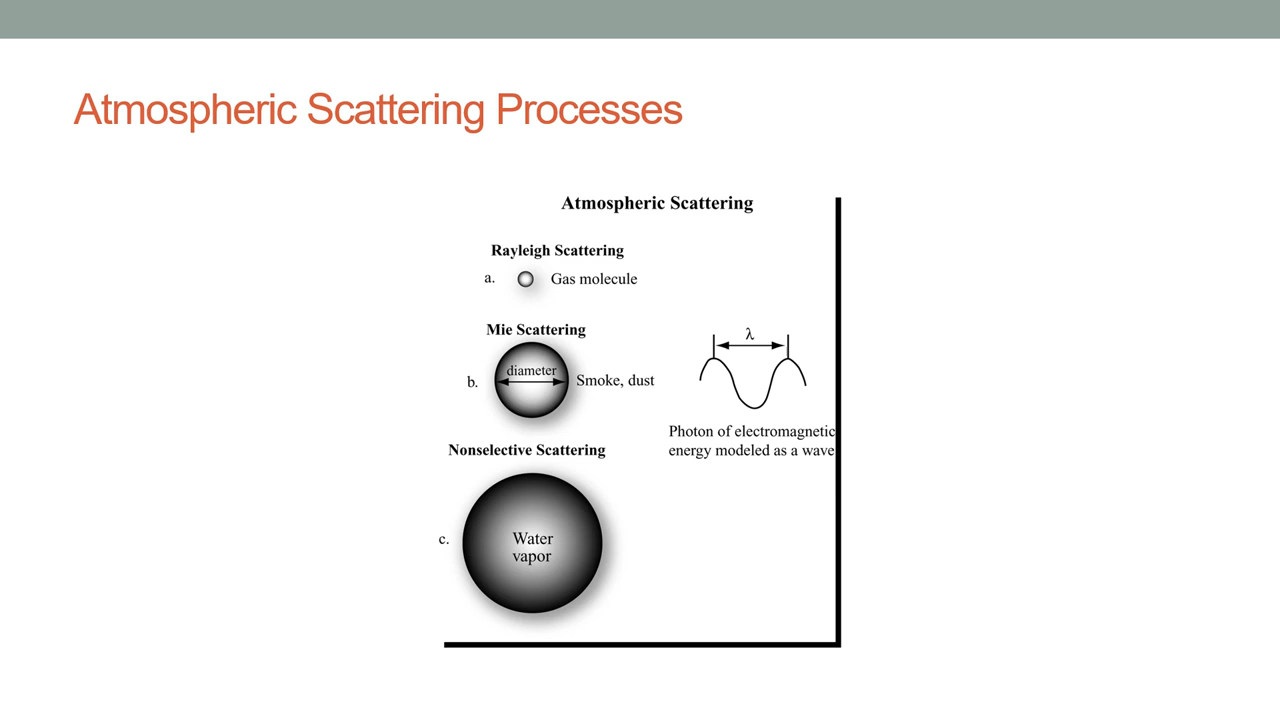 Atmospheric Scattering Processes
Atmospheric Scattering
Rayleigh Scattering
a.
Gas molecule
Mie Scattering
b.
diameter
Smoke, dust
λ
Photon of electromagnetic
energy modeled as a wave
Nonselective Scattering
c.
Water
vapor